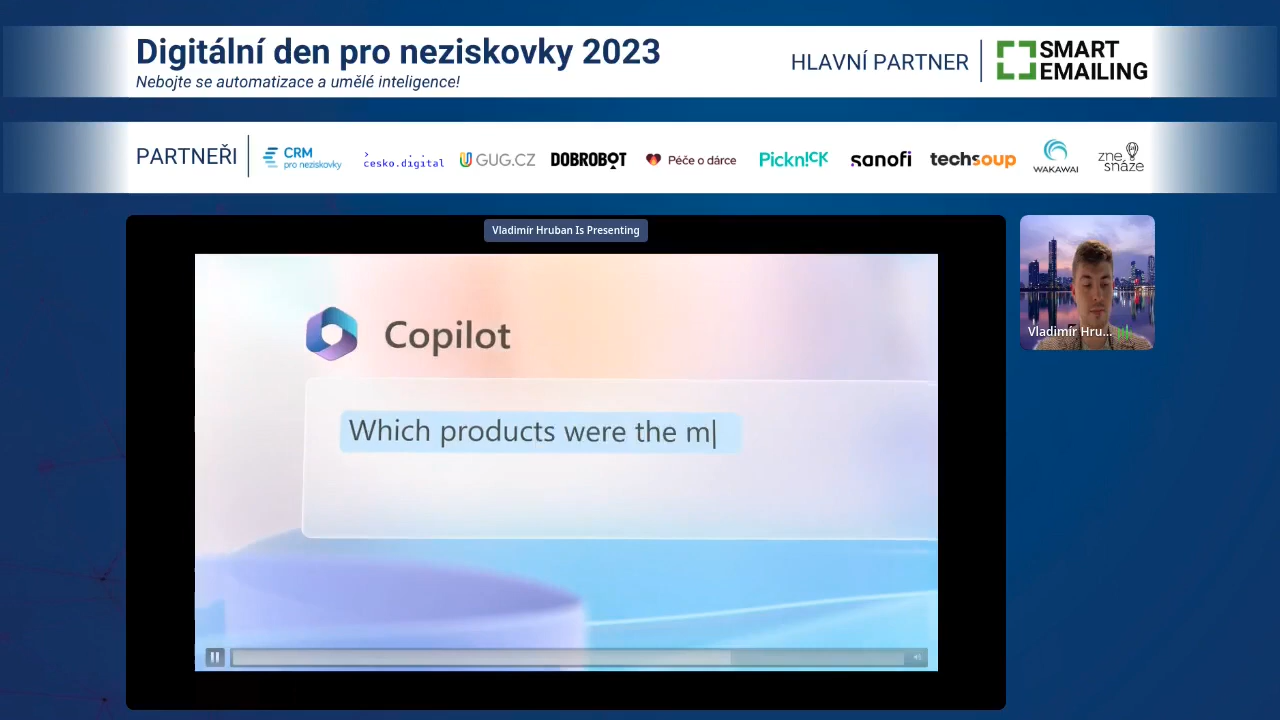 Digitální den pro neziskovky 2023
Nebojte se automatizace a umělé inteligence!
HLAVNÍ PARTNER
SMART
EMAILING
PARTNEŘI
CRM
pro neziskovky
cesko.digital
GUG.CZ
DOBROBOT
Péče o dárce
Pickn!CK
sanofi
techsoup
WAKAWAI
zne
snáze
Vladimír Hruban Is Presenting
Vladimír Hru...
Copilot
Which products were the m